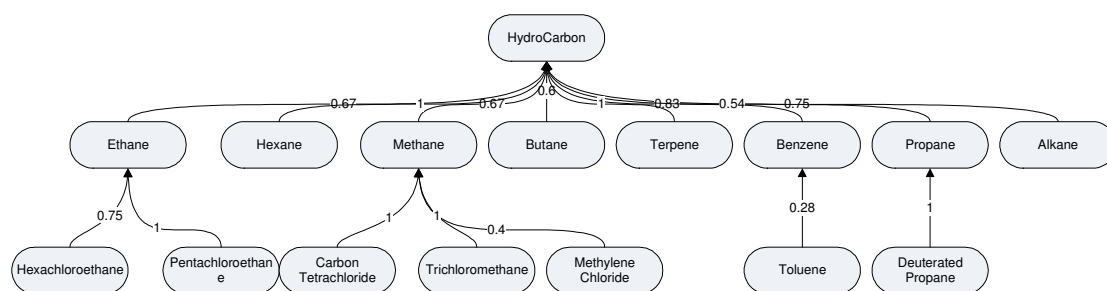 HydroCarbon
0.67
1
0.67
0.6
1
0.83
0.54
0.75
Ethane
Hexane
Methane
Butane
Terpene
Benzene
Propane
Alkane
0.75
1
1
1
0.4
0.28
1
Hexachloroethane
Pentachloroethan
e
Carbon
Tetrachloride
Trichloromethane
Methylene
Chloride
Toluene
Deuterated
Propane